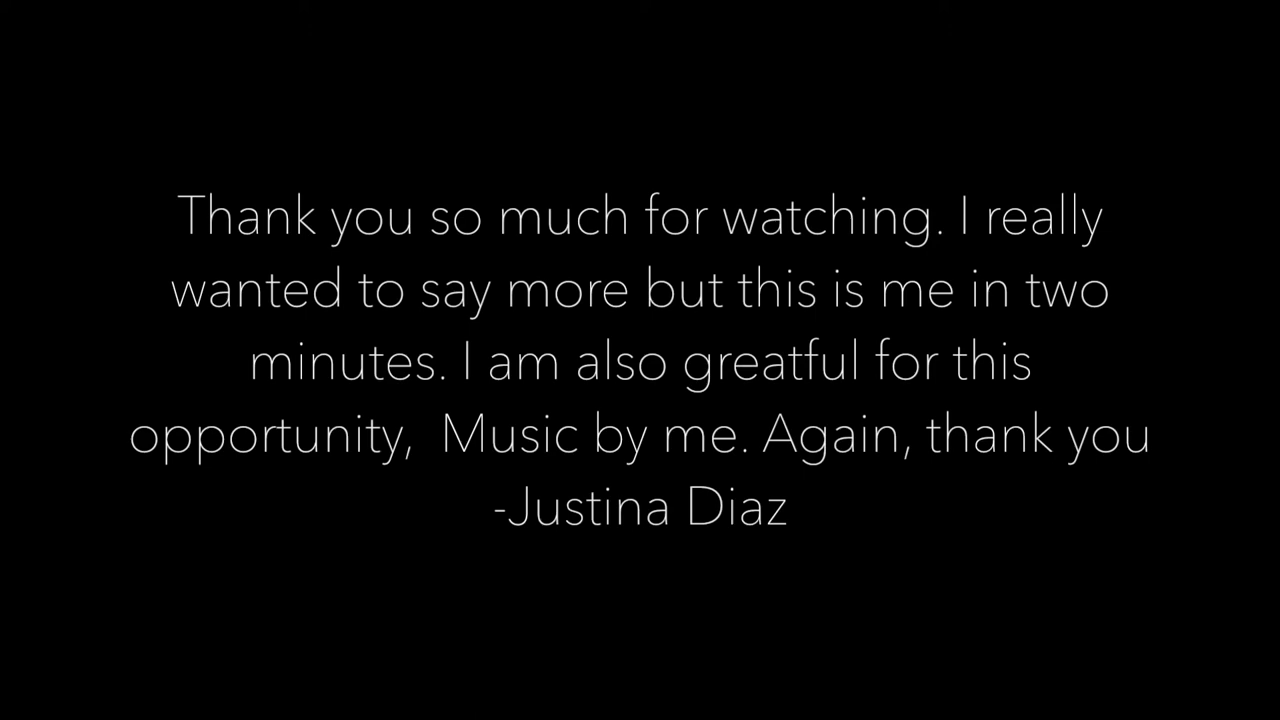 Thank you so much for watching. I really
wanted to say more but this is me in two
minutes. I am also greatful for this
opportunity,  Music by me. Again, thank you
-Justina Diaz